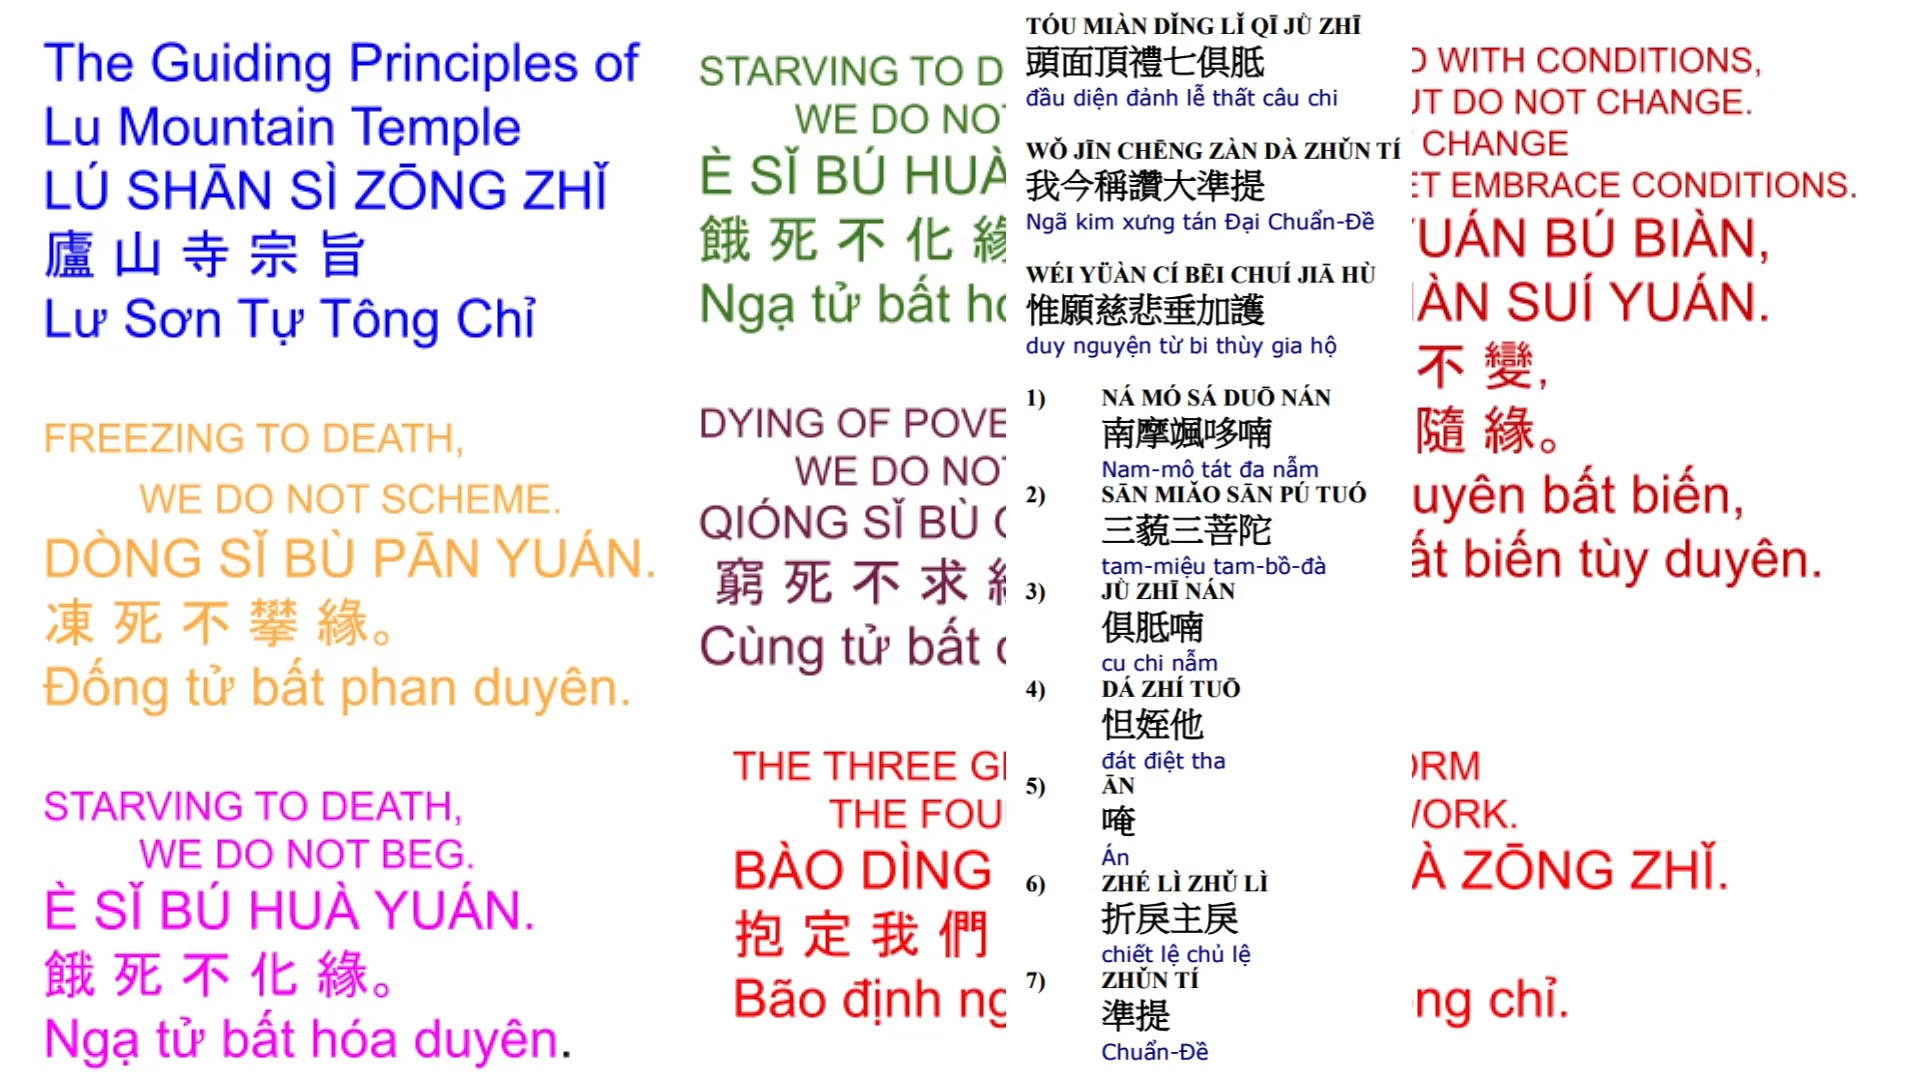 The Guiding Principles of
Lu Mountain Temple
LÚ SHĀN SÌ ZŌNG ZHǏ
廬 山 寺 宗 旨
Lư Sơn Tự Tông Chỉ
FREEZING TO DEATH,
WE DO NOT SCHEME.
DÒNG SǏ BÙ PĀN YUÁN.
凍 死 不 攀 緣。
Đống tử bất phan duyên.
STARVING TO DEATH,
WE DO NOT BEG.
È SǏ BÚ HUÀ YUÁN.
餓 死 不 化 緣。
Ngạ tử bất hóa duyên.
STARVING TO D
WE DO NO
È SǏ BÚ HUÀ
餓 死 不 化 緣
Ngạ tử bất hó
DYING OF POVE
WE DO NO
QIÓNG SǏ BÙ
窮 死 不 求
Cùng tử bất
THE THREE G
THE FOU
BÀO DÌNG
抱 定 我 們
Bão định ng
TÓU MIÀN DǏNG LǏ QĪ JÙ ZHĪ
頭面頂禮七俱胝
đầu diện đảnh lễ thất câu chi
WǑ JĪN CHĒNG ZÀN DÀ ZHǓN TÍ
我今稱讚大準提
Ngã kim xưng tán Đại Chuẩn-Đề
WÉI YÜÀN CÍ BĒI CHUÍ JIĀ HÙ
惟願慈悲垂加護
duy nguyện từ bi thùy gia hộ
1) NÁ MÓ SÁ DUŌ NÁN
南摩颯哆喃
Nam-mô tát đa nẫm
2) SĀN MIǍO SĀN PÚ TUÓ
三藐三菩陀
tam-miệu tam-bồ-đà
3) JÙ ZHĪ NÁN
俱胝喃
cu chi nẫm
4) DÁ ZHÍ TUŌ
怛姪他
đát điệt tha
5) ĀN
唵
Án
6) ZHÉ LÌ ZHǓ LÌ
折戾主戾
chiết lệ chủ lệ
7) ZHǓN TÍ
準提
Chuẩn-Đề
WITH CONDITIONS,
UT DO NOT CHANGE.
CHANGE
ET EMBRACE CONDITIONS.
YUÁN BÚ BIÀN,
IÀN SUÍ YUÁN.
不 變,
隨 緣。
uyên bất biến,
ất biến tùy duyên.
ORM
WORK.
À ZŌNG ZHǏ.
ng chỉ.